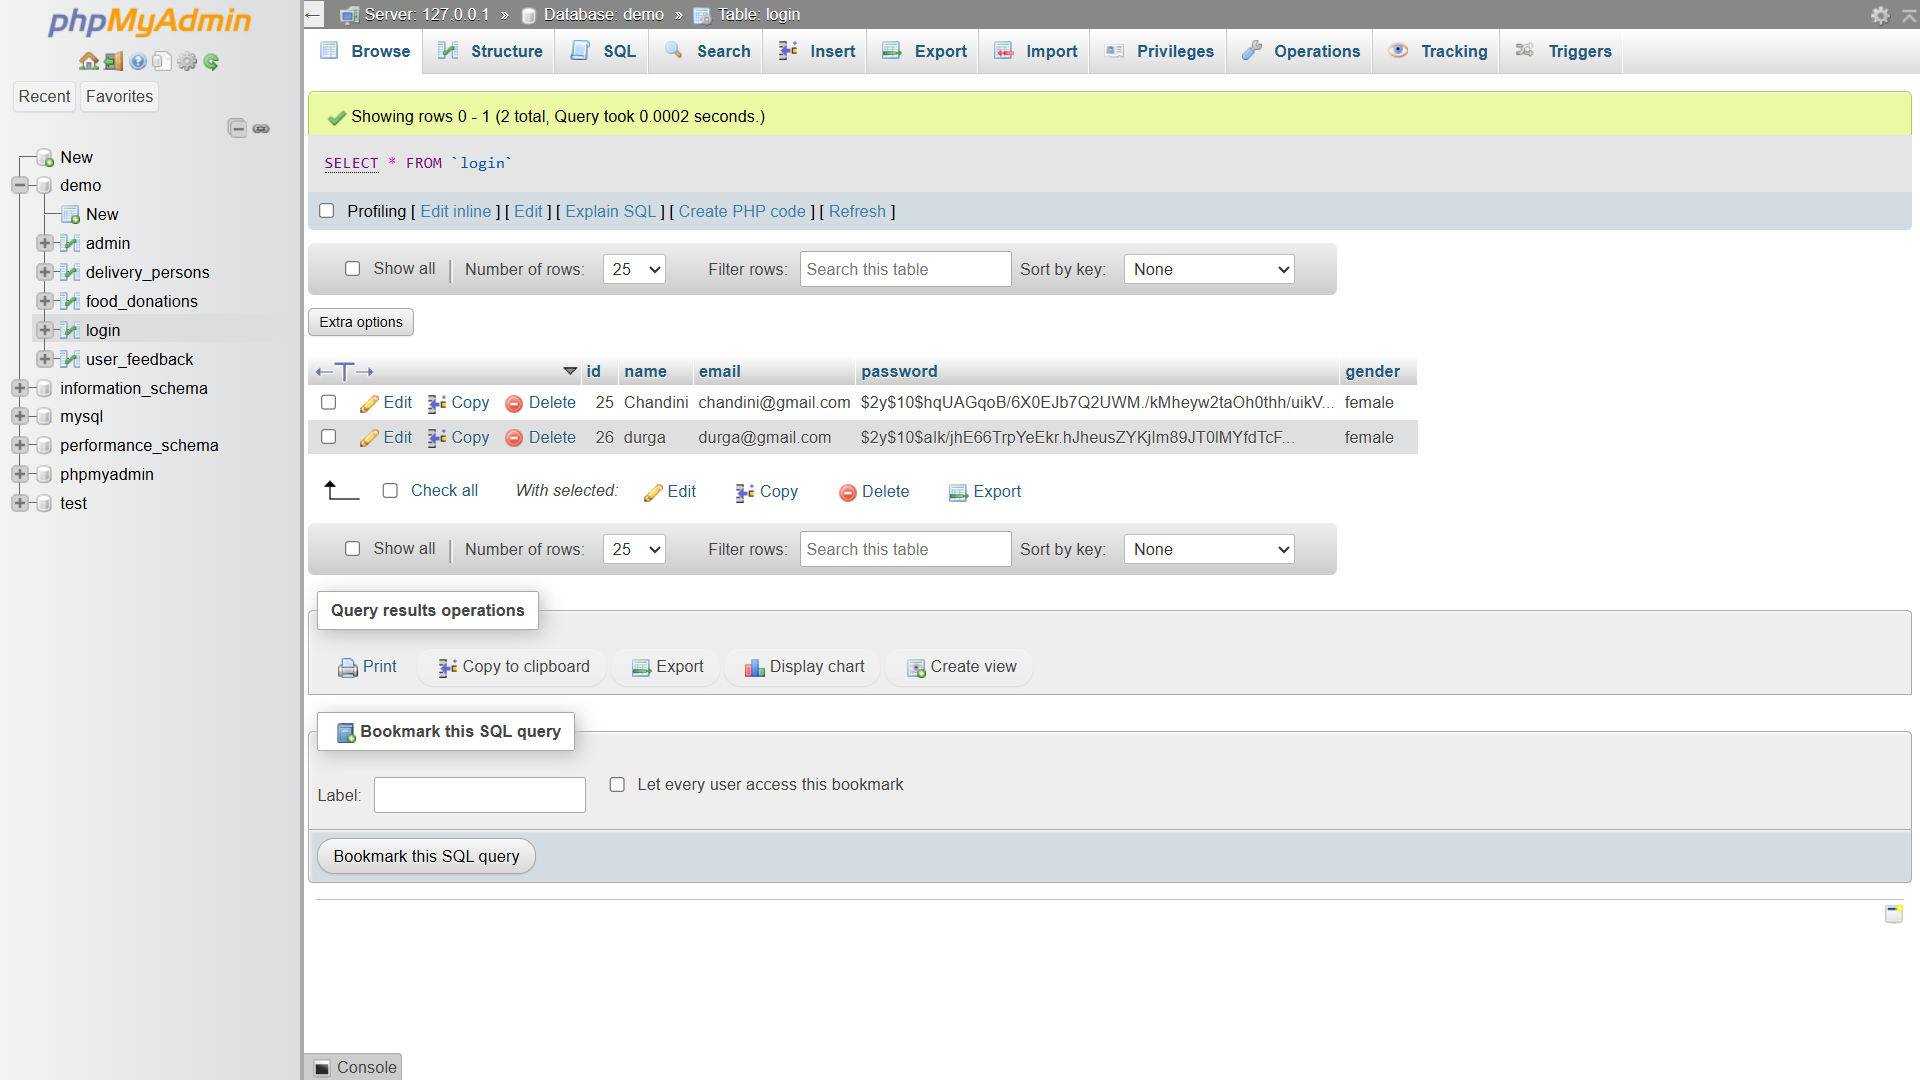 phpMyAdmin
Recent Favorites
New
demo
New
admin
delivery_persons
food_donations
login
user_feedback
information_schema
mysql
performance_schema
phpmyadmin
test
Server: 127.0.0.1 » Database: demo » Table: login
Browse Structure SQL Search Insert Export Import Privileges Operations Tracking Triggers
Showing rows 0 - 1 (2 total, Query took 0.0002 seconds.)
SELECT * FROM `login`
Profiling [ Edit inline ] [ Edit ] [ Explain SQL ] [ Create PHP code ] [ Refresh ]
Show all Number of rows: 25 Filter rows: Search this table Sort by key: None
Extra options
←T→ id name email password gender
Edit Copy Delete 25 Chandini chandini@gmail.com $2y$10$hqUAGqoB/6X0EJb7Q2UWM./kMheyw2taOh0thh/uikV... female
Edit Copy Delete 26 durga durga@gmail.com $2y$10$alk/jhE66TrpYeEkr.hJheusZYKjlm89JT0lMYfdTcF... female
Check all With selected: Edit Copy Delete Export
Show all Number of rows: 25 Filter rows: Search this table Sort by key: None
Query results operations
Print Copy to clipboard Export Display chart Create view
Bookmark this SQL query
Label: Let every user access this bookmark
Bookmark this SQL query
Console